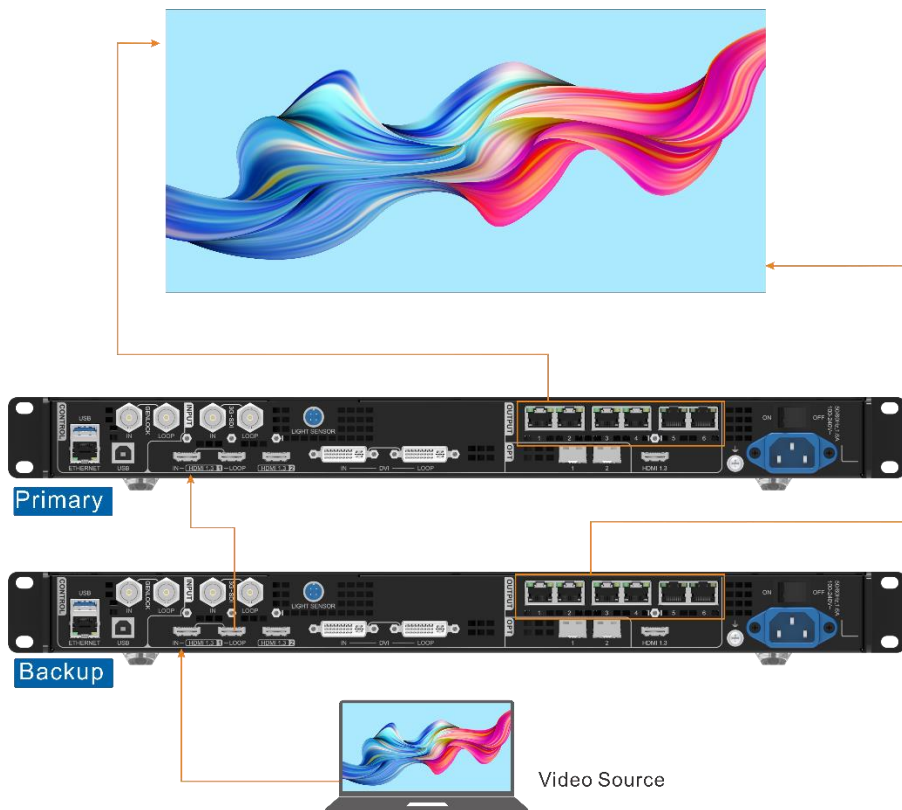 CONTROL
USB
ETHERNET
USB
GENLOCK
IN
LOOP
INPUT
3G-SDI
IN
LOOP
LIGHT SENSOR
IN
HDMI 1.3
1
LOOP
HDMI 1.3
2
IN
DVI
LOOP
OUTPUT
1
2
3
4
5
6
OPT
1
2
HDMI 1.3
ON
OFF
Primary
CONTROL
USB
ETHERNET
USB
GENLOCK
IN
LOOP
INPUT
3G-SDI
IN
LOOP
LIGHT SENSOR
IN
HDMI 1.3
1
LOOP
HDMI 1.3
2
IN
DVI
LOOP
OUTPUT
1
2
3
4
5
6
OPT
1
2
HDMI 1.3
ON
OFF
Backup
Video Source